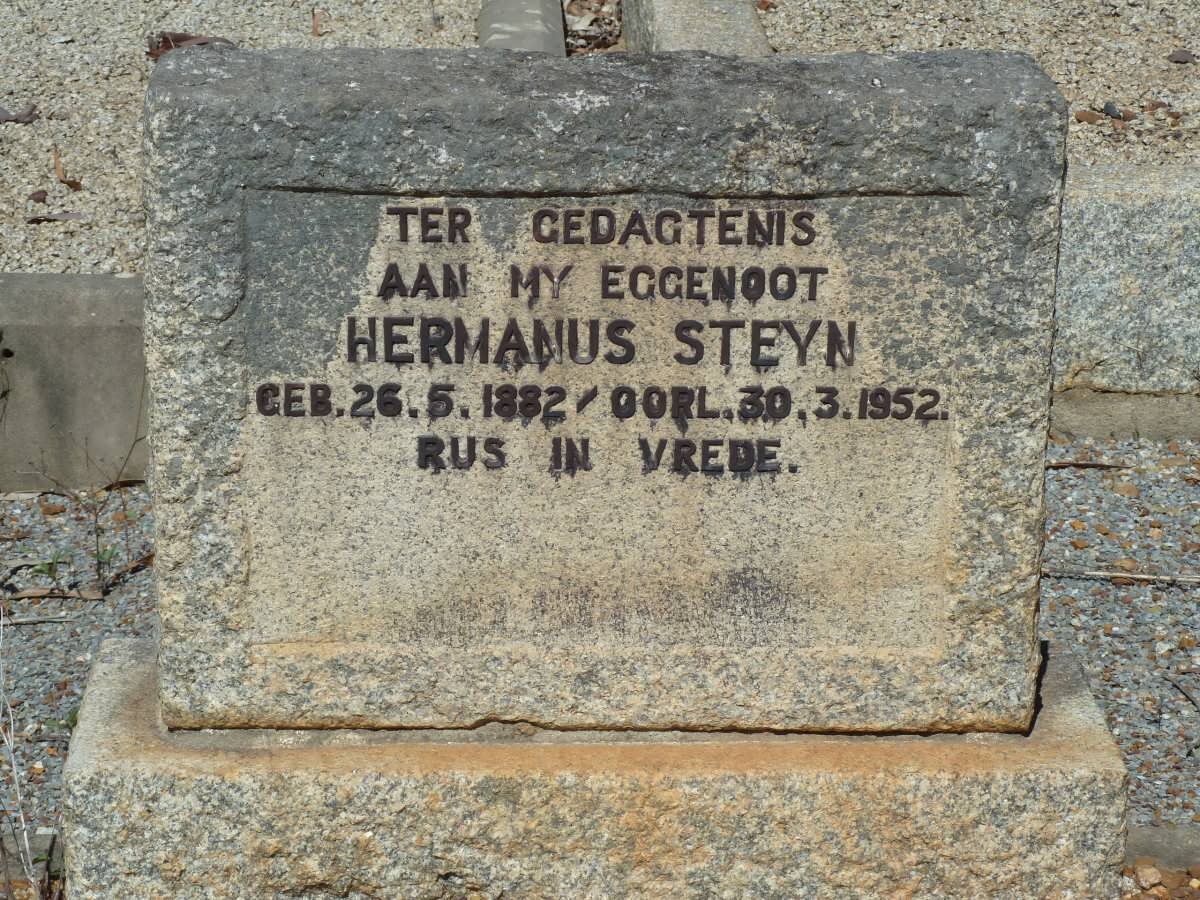 TER GEDAGTENIS
AAN MY EGGENOOT
HERMANUS STEYN
GEB. 26. 5. 1882 / OORL. 30. 3. 1952.
RUS IN VREDE.